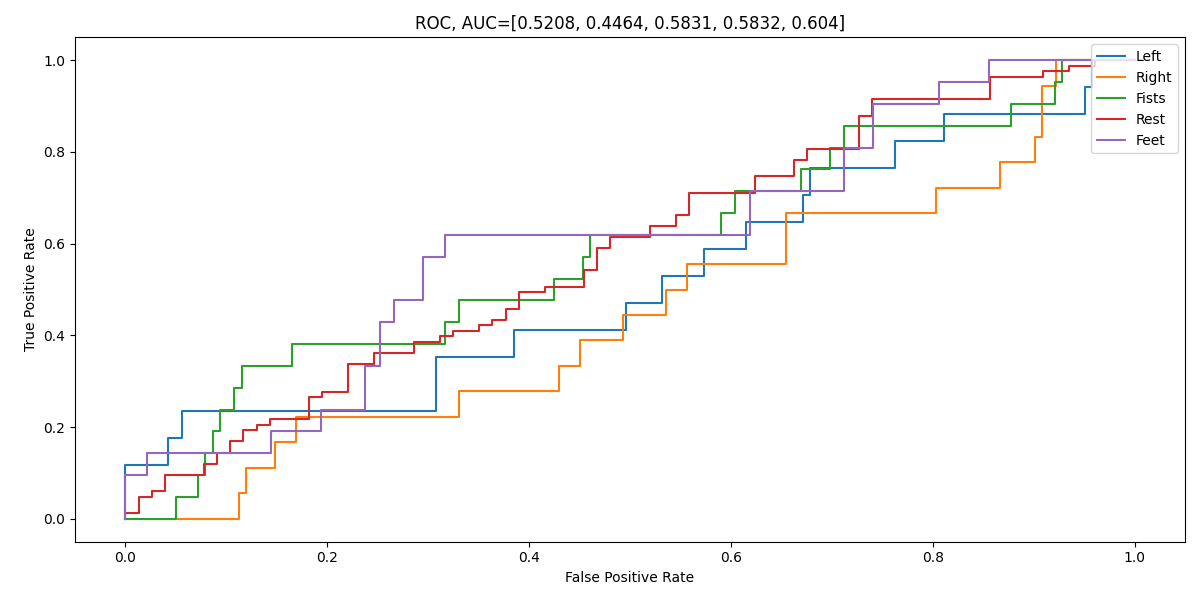 ROC, AUC=[0.5208, 0.4464, 0.5831, 0.5832, 0.604]
Left
Right
Fists
Rest
Feet
True Positive Rate
1.0
0.8
0.6
0.4
0.2
0.0
0.0 0.2 0.4 0.6 0.8 1.0
False Positive Rate